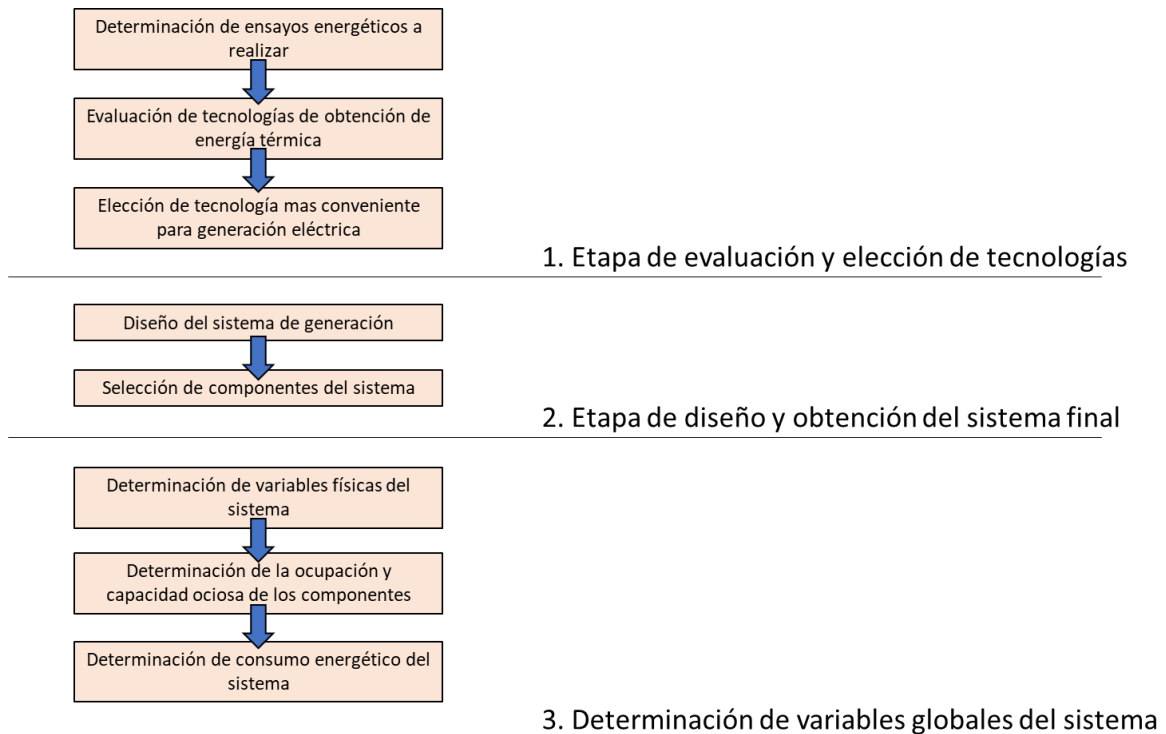 Determinación de ensayos energéticos a
realizar
Evaluación de tecnologías de obtención de
energía térmica
Elección de tecnología mas conveniente
para generación eléctrica
1. Etapa de evaluación y elección de tecnologías
Diseño del sistema de generación
Selección de componentes del sistema
2. Etapa de diseño y obtención del sistema final
Determinación de variables físicas del
sistema
Determinación de la ocupación y
capacidad ociosa de los componentes
Determinación de consumo energético del
sistema
3. Determinación de variables globales del sistema